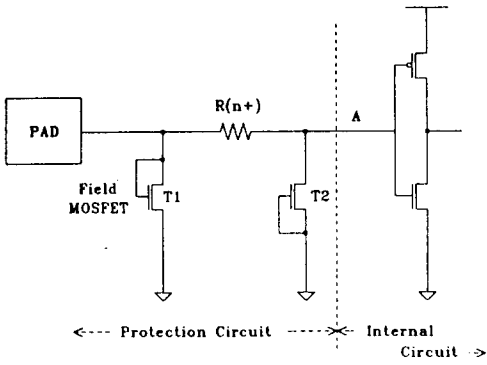 R(n+)
A
PAD
Field
MOSFET
T1
T2
<---- Protection Circuit ---->
<-- Internal
Circuit ->